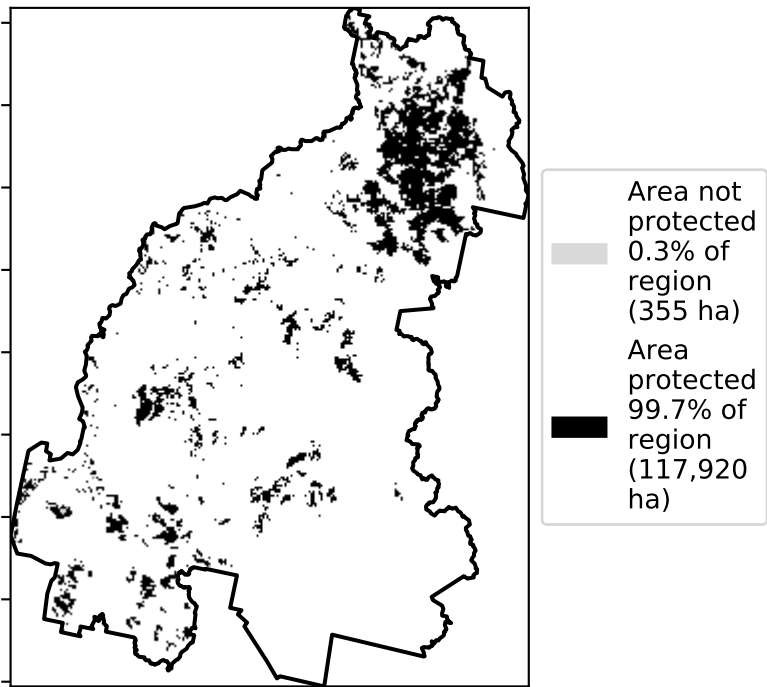 Area not
protected
0.3% of
region
(355 ha)
Area
protected
99.7% of
region
(117,920
ha)